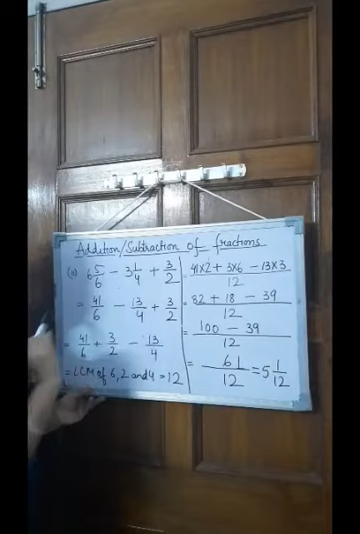 Addition/Subtraction of fractions
(ii) 6 5/6 - 3 1/4 + 3/2
= 41/6 - 13/4 + 3/2
= 41/6 + 3/2 - 13/4
= LCM of 6, 2 and 4 = 12
= 41×2 + 3×6 - 13×3 / 12
= 82 + 18 - 39 / 12
= 100 - 39 / 12
= 61/12 = 5 1/12